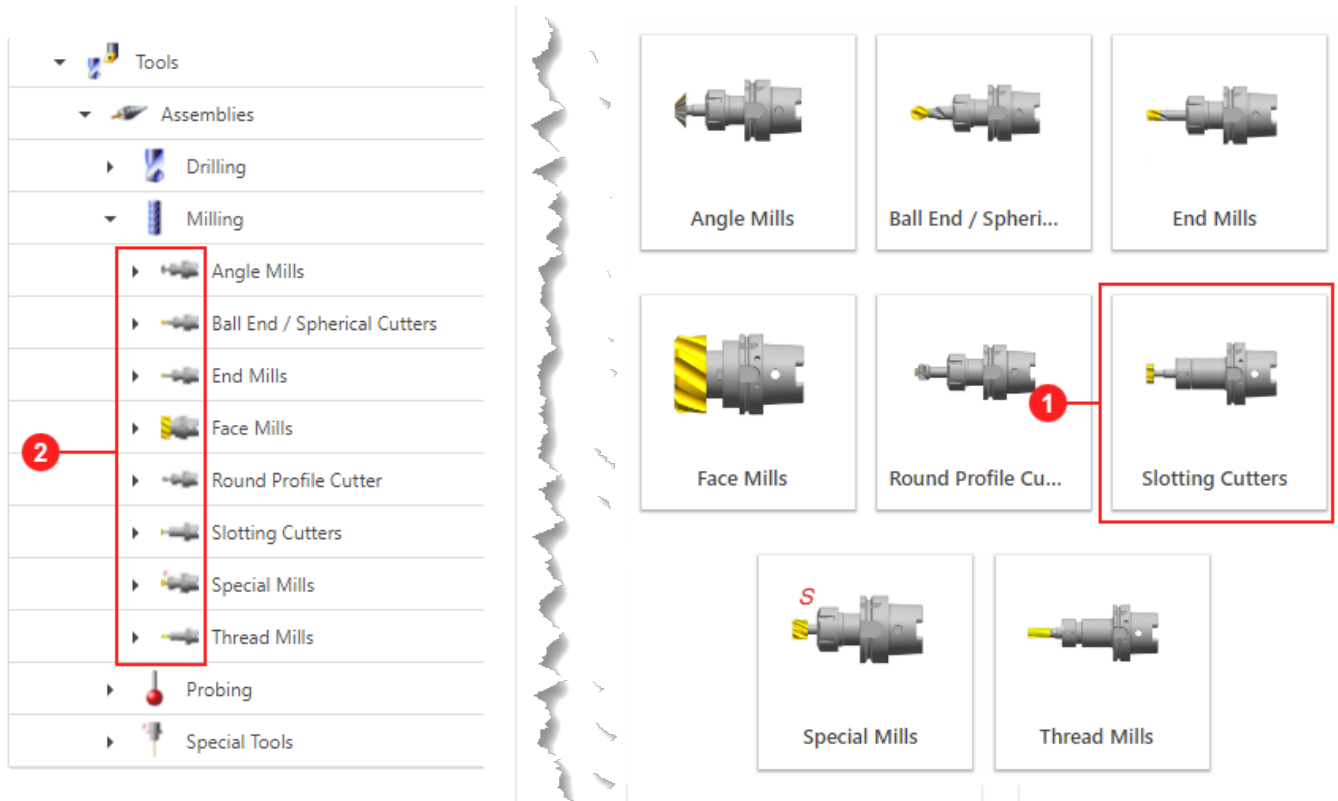 Tools
Assemblies
Drilling
Milling
Angle Mills
Ball End / Spherical Cutters
End Mills
Face Mills
2
Round Profile Cutter
Slotting Cutters
Special Mills
Thread Mills
Probing
Special Tools
Angle Mills
Ball End / Spheri...
End Mills
1
Face Mills
Round Profile Cu...
Slotting Cutters
S
Special Mills
Thread Mills